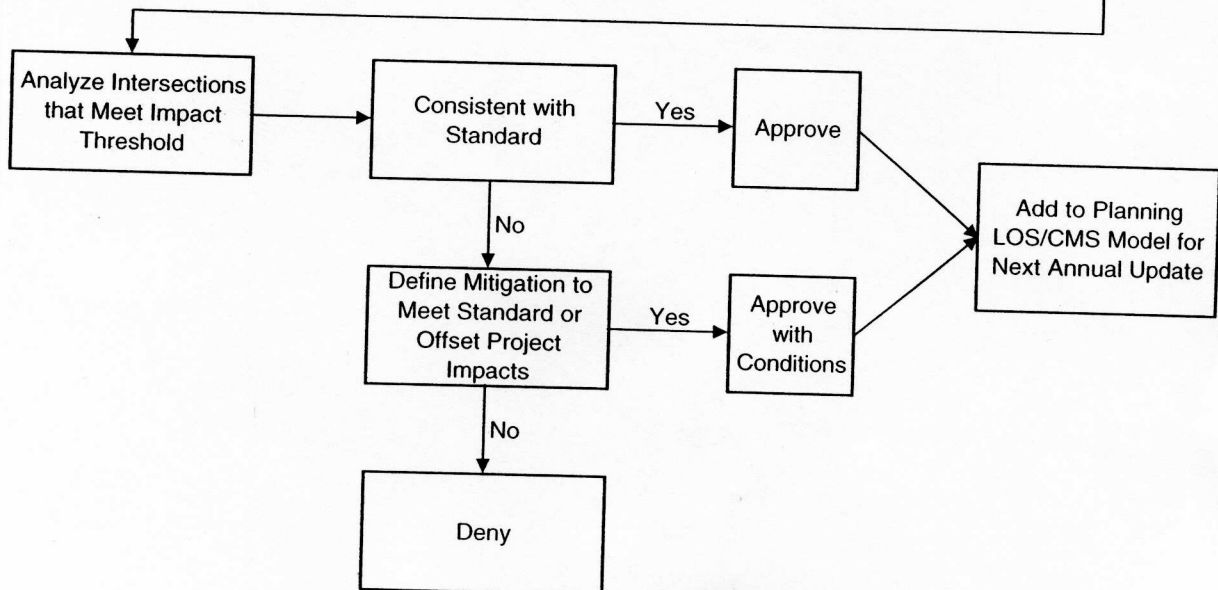 Analyze Intersections
that Meet Impact
Threshold
Consistent with
Standard
Yes
Approve
Add to Planning
LOS/CMS Model for
Next Annual Update
No
Define Mitigation to
Meet Standard or
Offset Project
Impacts
Yes
Approve
with
Conditions
No
Deny